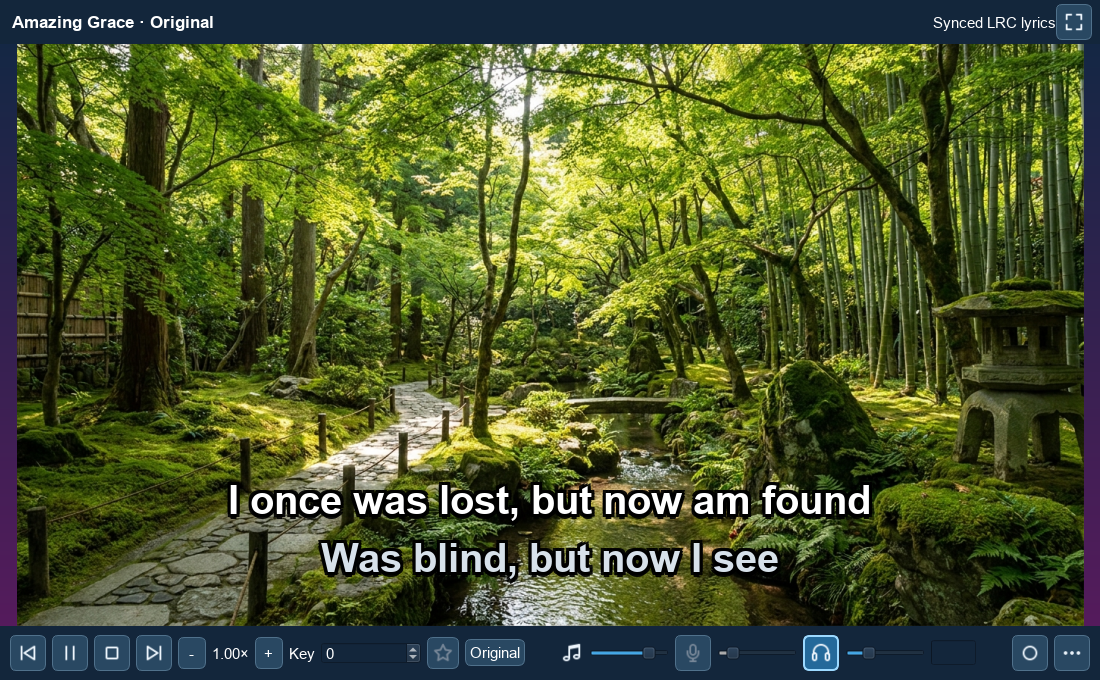 Amazing Grace · Original
Synced LRC lyrics
I once was lost, but now am found
Was blind, but now I see
- 1.00× + Key 0 Original